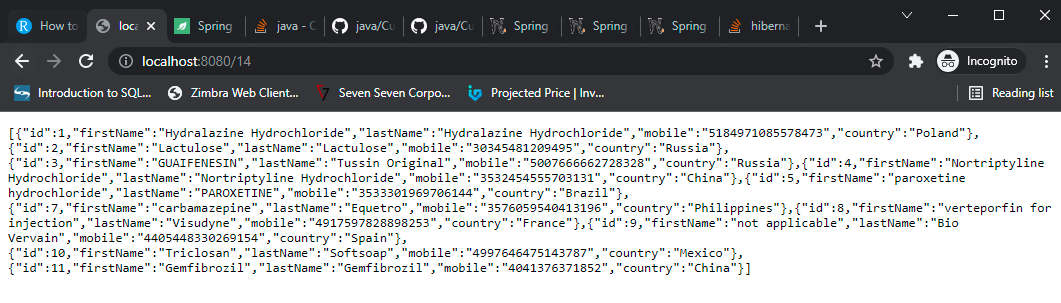 How to
loca
Spring
java - C
java/Cu
java/Cu
Spring
Spring
Spring
hiberna
localhost:8080/14
Incognito
Introduction to SQL...
Zimbra Web Client...
Seven Seven Corpo...
Projected Price | Inv...
Reading list
[{"id":1,"firstName":"Hydralazine Hydrochloride","lastName":"Hydralazine Hydrochloride","mobile":"5184971085578473","country":"Poland"},
{"id":2,"firstName":"Lactulose","lastName":"Lactulose","mobile":"30345481209495","country":"Russia"},
{"id":3,"firstName":"GUAIFENESIN","lastName":"Tussin Original","mobile":"5007666662728328","country":"Russia"},{"id":4,"firstName":"Nortriptyline
Hydrochloride","lastName":"Nortriptyline Hydrochloride","mobile":"3532454555703131","country":"China"},{"id":5,"firstName":"paroxetine
hydrochloride","lastName":"PAROXETINE","mobile":"3533301969706144","country":"Brazil"},
{"id":7,"firstName":"carbamazepine","lastName":"Equetro","mobile":"3576059540413196","country":"Philippines"},{"id":8,"firstName":"verteporfin for
injection","lastName":"Visudyne","mobile":"4917597828898253","country":"France"},{"id":9,"firstName":"not applicable","lastName":"Bio
Vervain","mobile":"4405448330269154","country":"Spain"},
{"id":10,"firstName":"Triclosan","lastName":"Softsoap","mobile":"4997646475143787","country":"Mexico"},
{"id":11,"firstName":"Gemfibrozil","lastName":"Gemfibrozil","mobile":"4041376371852","country":"China"}]